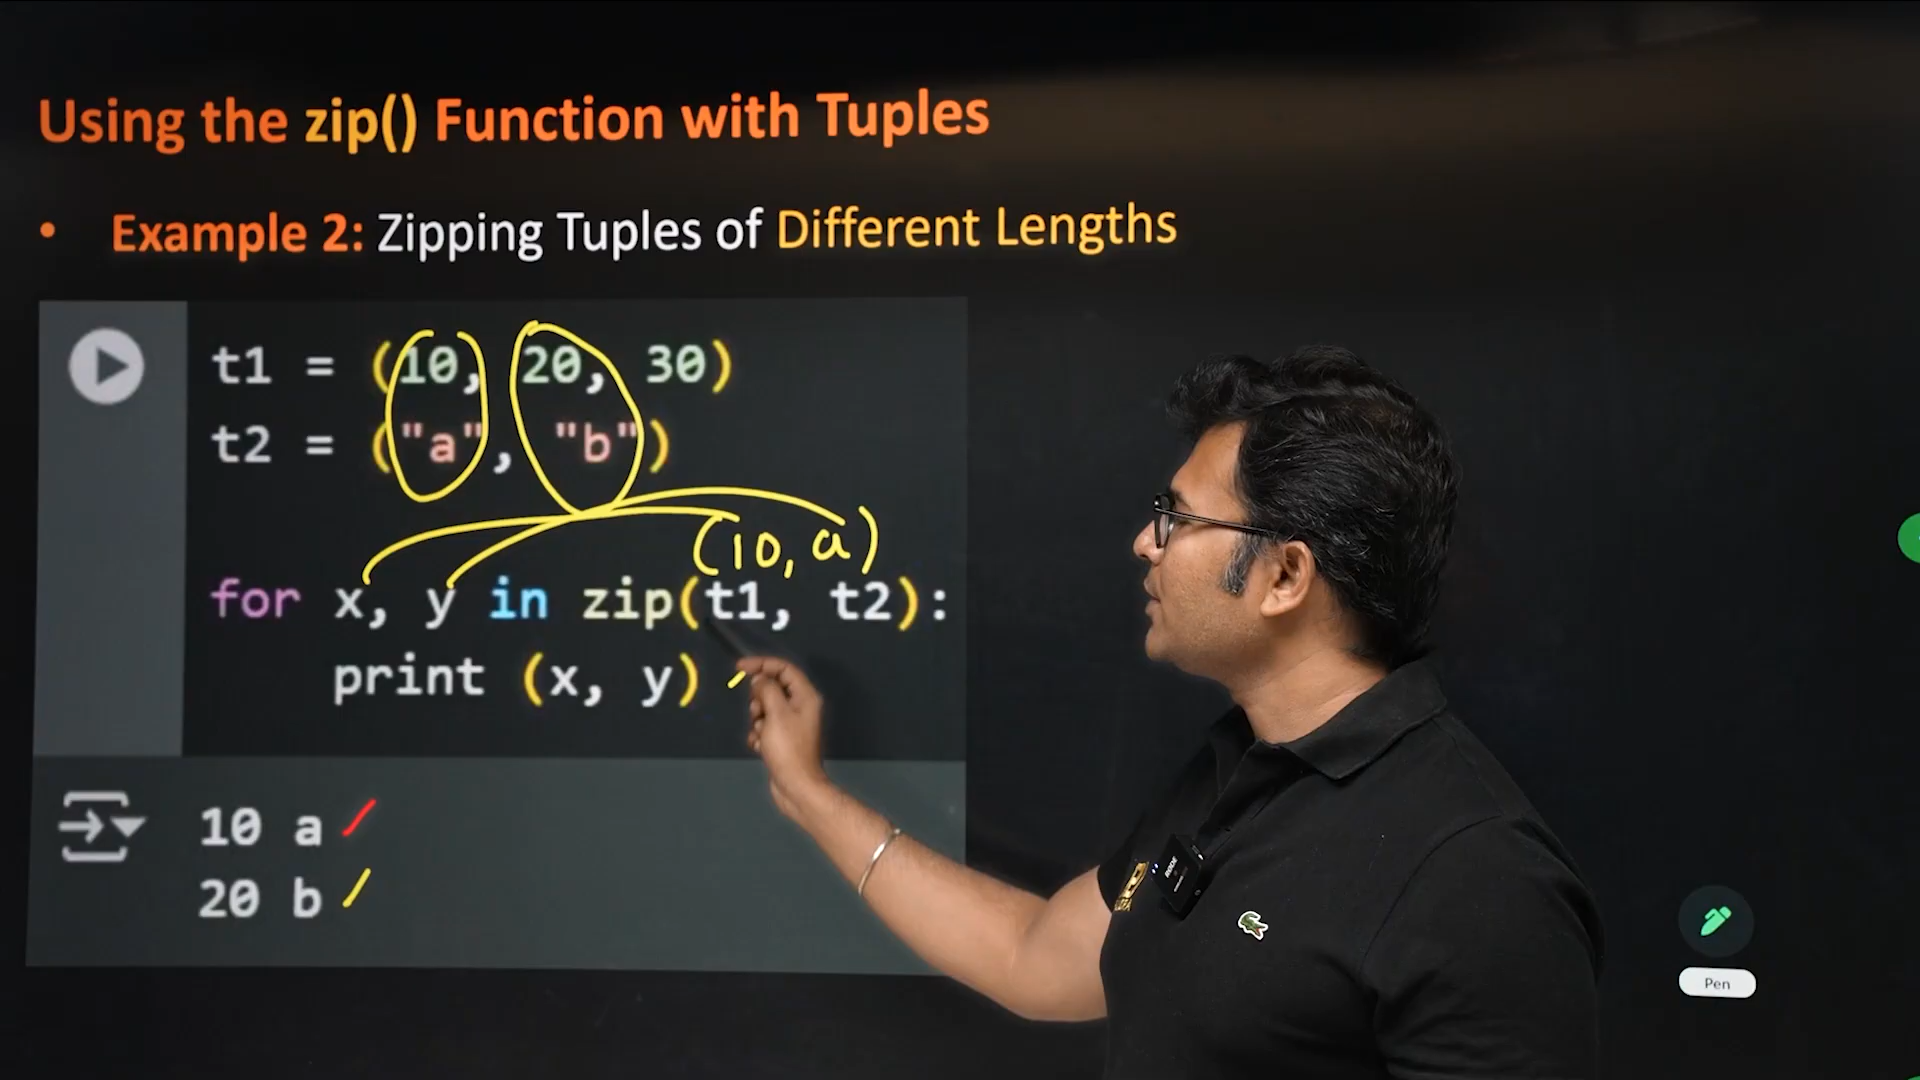 Using the zip() Function with Tuples
• Example 2: Zipping Tuples of Different Lengths
t1 = (10, 20, 30)
t2 = ("a", "b")
(10, a)
for x, y in zip(t1, t2):
print (x, y)
10 a
20 b
RODE
Pen